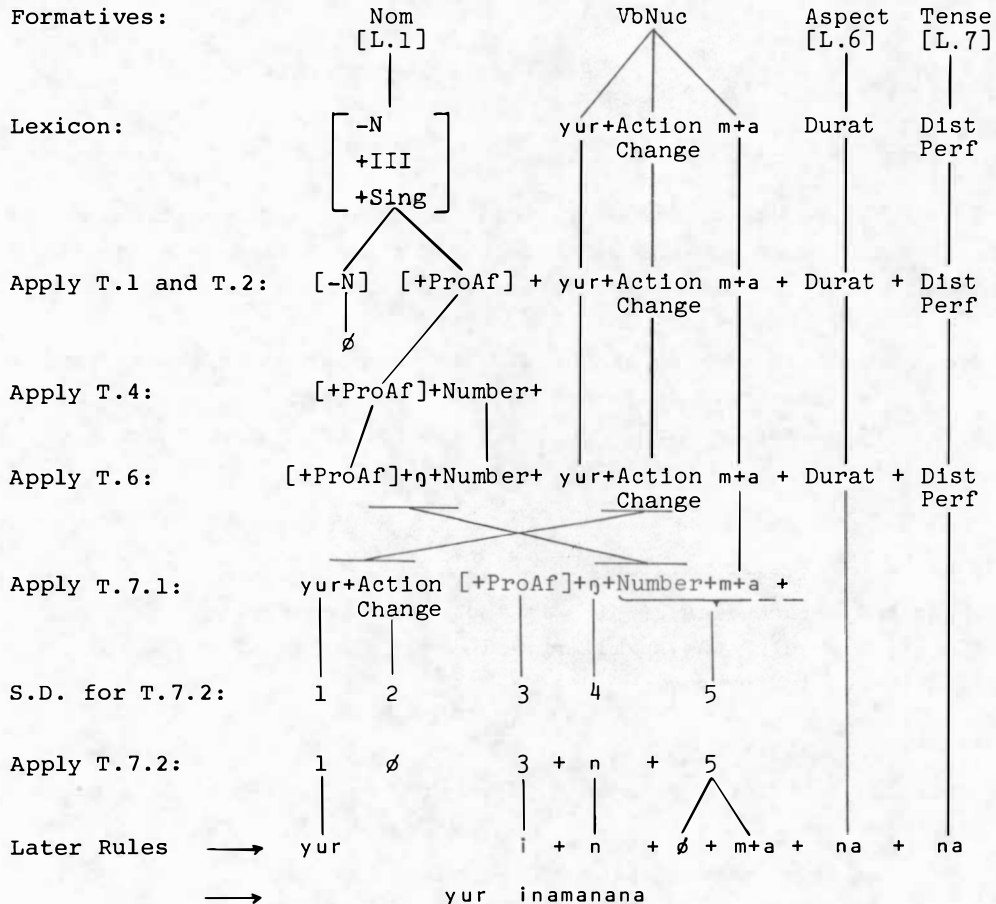 Formatives: Nom VbNuc Aspect Tense
[L.1] [L.6] [L.7]
Lexicon: -N yur+Action m+a Durat Dist
+III Change Perf
+Sing
Apply T.1 and T.2: [-N] [+ProAf] + yur+Action m+a + Durat + Dist
Change Perf
ø
Apply T.4: [+ProAf]+Number+
Apply T.6: [+ProAf]+ŋ+Number+ yur+Action m+a + Durat + Dist
Change Perf
Apply T.7.1: yur+Action [+ProAf]+ŋ+Number+m+a +
Change
S.D. for T.7.2: 1 2 3 4 5
Apply T.7.2: 1 ø 3 + n + 5
Later Rules → yur i + n + ø + m+a + na + na
→ yur inamanana